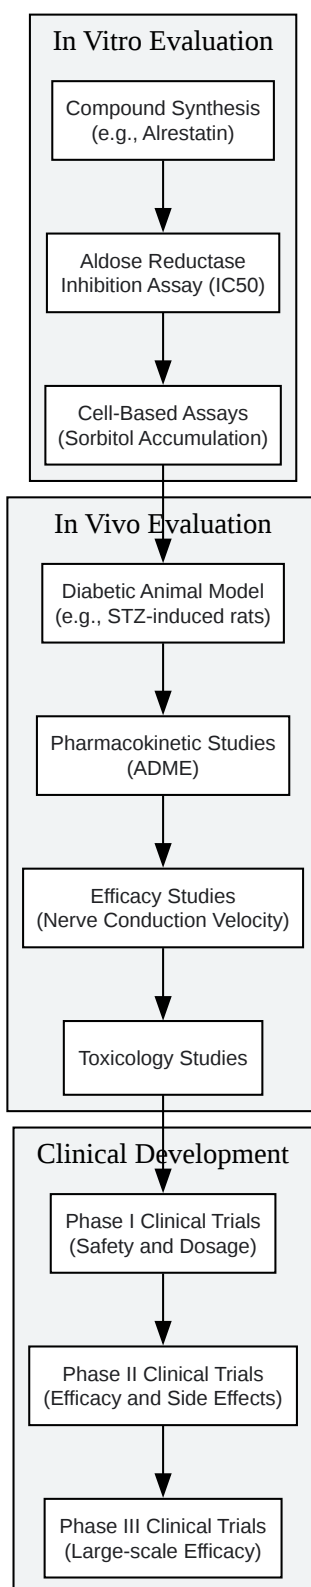 In Vitro Evaluation
Compound Synthesis
(e.g., Alrestatin)
Aldose Reductase
Inhibition Assay (IC50)
Cell-Based Assays
(Sorbitol Accumulation)
In Vivo Evaluation
Diabetic Animal Model
(e.g., STZ-induced rats)
Pharmacokinetic Studies
(ADME)
Efficacy Studies
(Nerve Conduction Velocity)
Toxicology Studies
Clinical Development
Phase I Clinical Trials
(Safety and Dosage)
Phase II Clinical Trials
(Efficacy and Side Effects)
Phase III Clinical Trials
(Large-scale Efficacy)